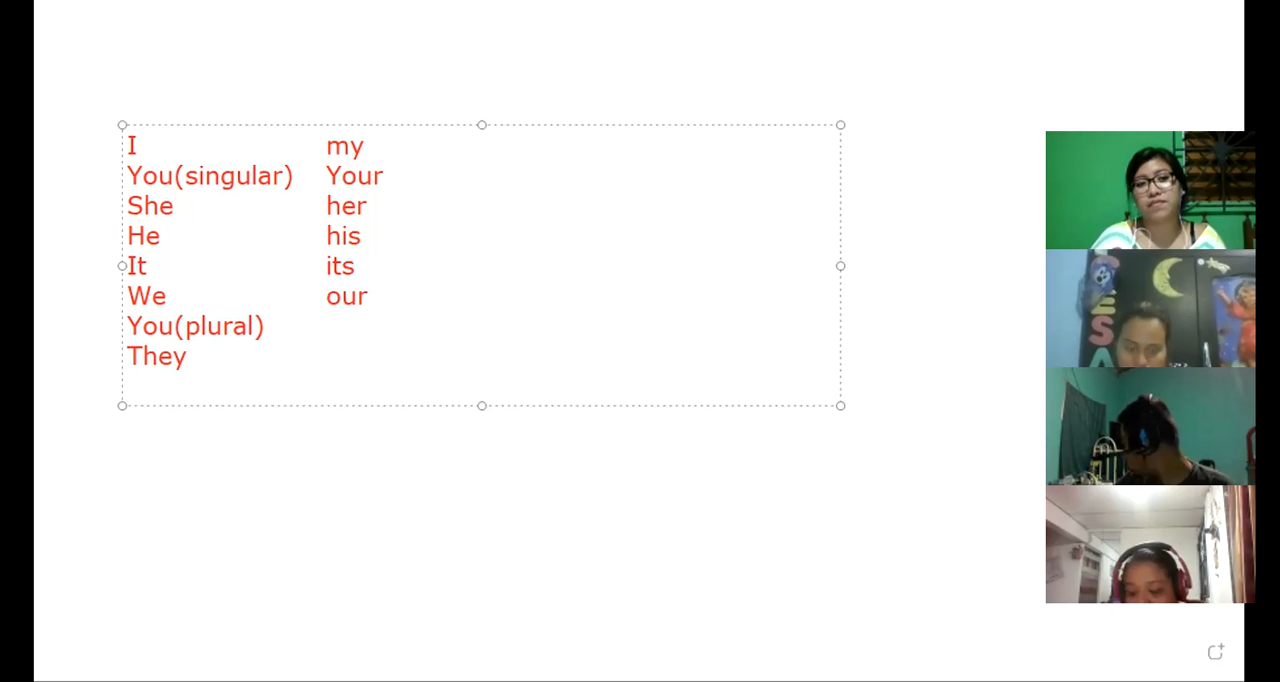 I my
You(singular) Your
She her
He his
It its
We our
You(plural)
They
E
S
A